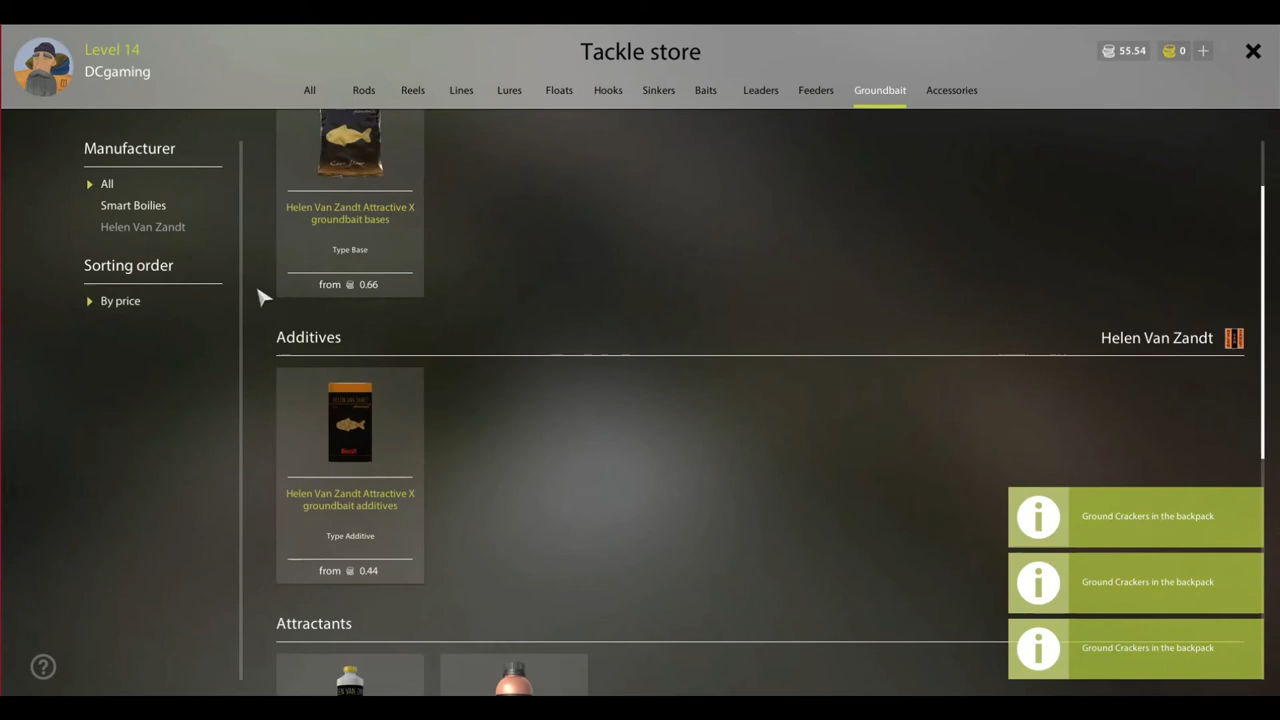 Level 14
DCgaming
Tackle store
55.54
0
All
Rods
Reels
Lines
Lures
Floats
Hooks
Sinkers
Baits
Leaders
Feeders
Groundbait
Accessories
Manufacturer
All
Smart Boilies
Helen Van Zandt
Sorting order
By price
Helen Van Zandt Attractive X
groundbait bases
Type Base
from 0.66
Additives
Helen Van Zandt
HELEN VAN ZANDT
Helen Van Zandt Attractive X
groundbait additives
Type Additive
from 0.44
Attractants
Ground Crackers in the backpack
Ground Crackers in the backpack
Ground Crackers in the backpack
?